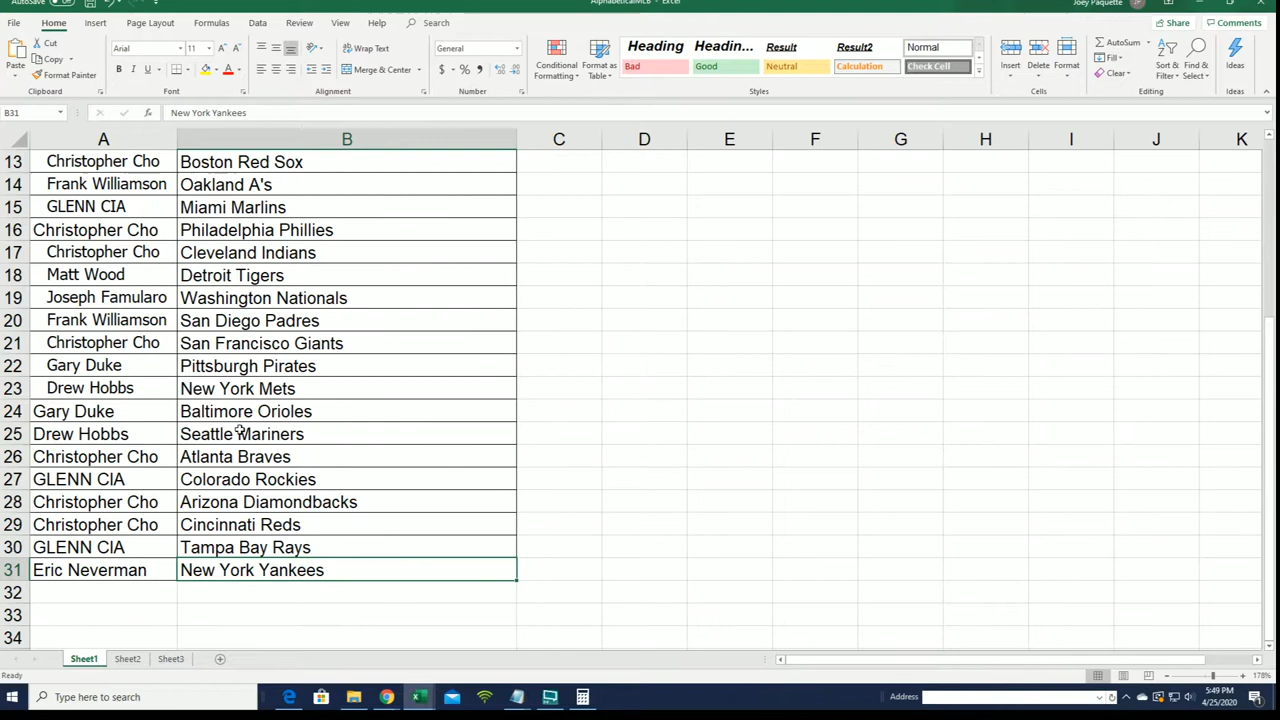 AutoSave Off AlphabeticalMLB - Excel Joey Paquette JP
File Home Insert Page Layout Formulas Data Review View Help Search Share Comments
Paste Cut Copy Format Painter Clipboard
Arial 11 B I U Font
Wrap Text Merge & Center Alignment
General $ % Number
Conditional Formatting Format as Table
Heading Headin... Result Result2 Normal
Bad Good Neutral Calculation Check Cell
Styles
Insert Delete Format Cells
AutoSum Fill Clear Sort & Filter Find & Select Editing
Ideas Ideas
B31 fx New York Yankees
A B C D E F G H I J K
13 Christopher Cho Boston Red Sox
14 Frank Williamson Oakland A's
15 GLENN CIA Miami Marlins
16 Christopher Cho Philadelphia Phillies
17 Christopher Cho Cleveland Indians
18 Matt Wood Detroit Tigers
19 Joseph Famularo Washington Nationals
20 Frank Williamson San Diego Padres
21 Christopher Cho San Francisco Giants
22 Gary Duke Pittsburgh Pirates
23 Drew Hobbs New York Mets
24 Gary Duke Baltimore Orioles
25 Drew Hobbs Seattle Mariners
26 Christopher Cho Atlanta Braves
27 GLENN CIA Colorado Rockies
28 Christopher Cho Arizona Diamondbacks
29 Christopher Cho Cincinnati Reds
30 GLENN CIA Tampa Bay Rays
31 Eric Neverman New York Yankees
32
33
34
Sheet1 Sheet2 Sheet3
Ready 178%
Type here to search Address 5:49 PM
4/25/2020